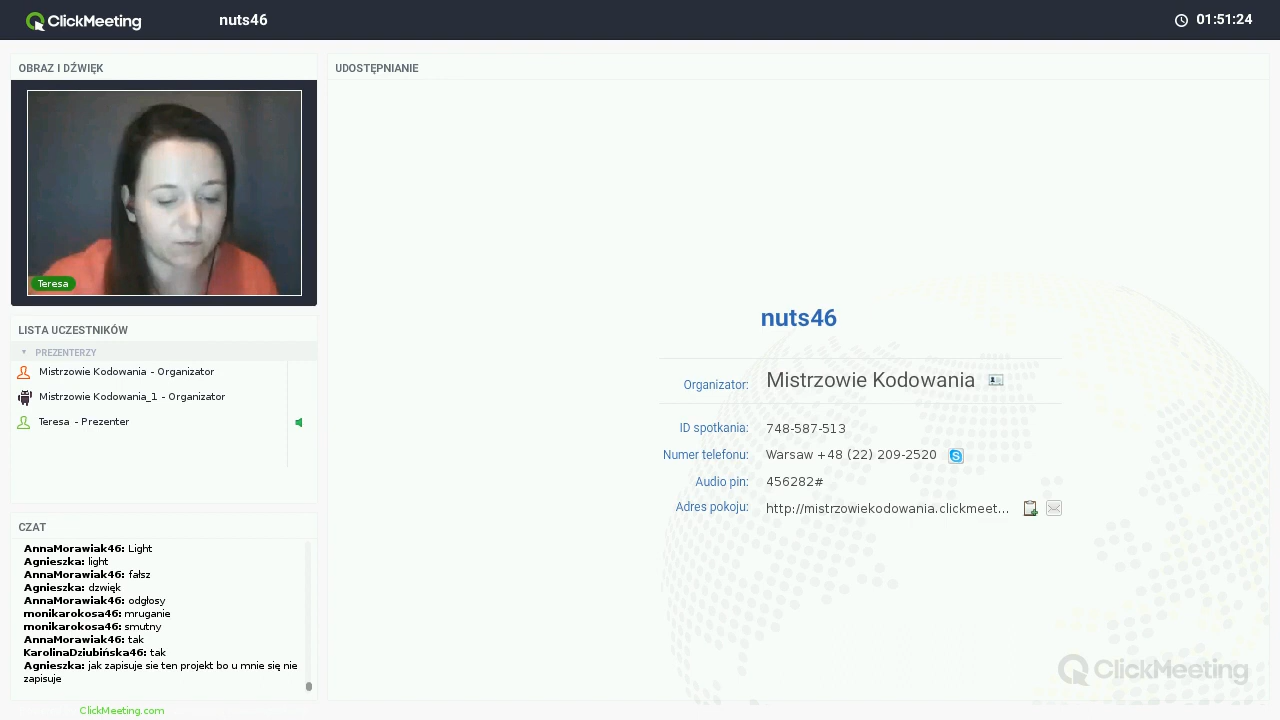 ClickMeeting
nuts46
01:51:24
OBRAZ I DŹWIĘK
Teresa
LISTA UCZESTNIKÓW
PREZENTERZY
Mistrzowie Kodowania - Organizator
Mistrzowie Kodowania_1 - Organizator
Teresa - Prezenter
CZAT
AnnaMorawiak46: Light
Agnieszka: light
AnnaMorawiak46: fałsz
Agnieszka: dzwięk
AnnaMorawiak46: odgłosy
monikarokosa46: mruganie
monikarokosa46: smutny
AnnaMorawiak46: tak
KarolinaDziubińska46: tak
Agnieszka: jak zapisuje sie ten projekt bo u mnie się nie
zapisuje
ClickMeeting.com
UDOSTĘPNIANIE
nuts46
Organizator: Mistrzowie Kodowania
ID spotkania: 748-587-513
Numer telefonu: Warsaw +48 (22) 209-2520
Audio pin: 456282#
Adres pokoju: http://mistrzowiekodowania.clickmeet...
ClickMeeting